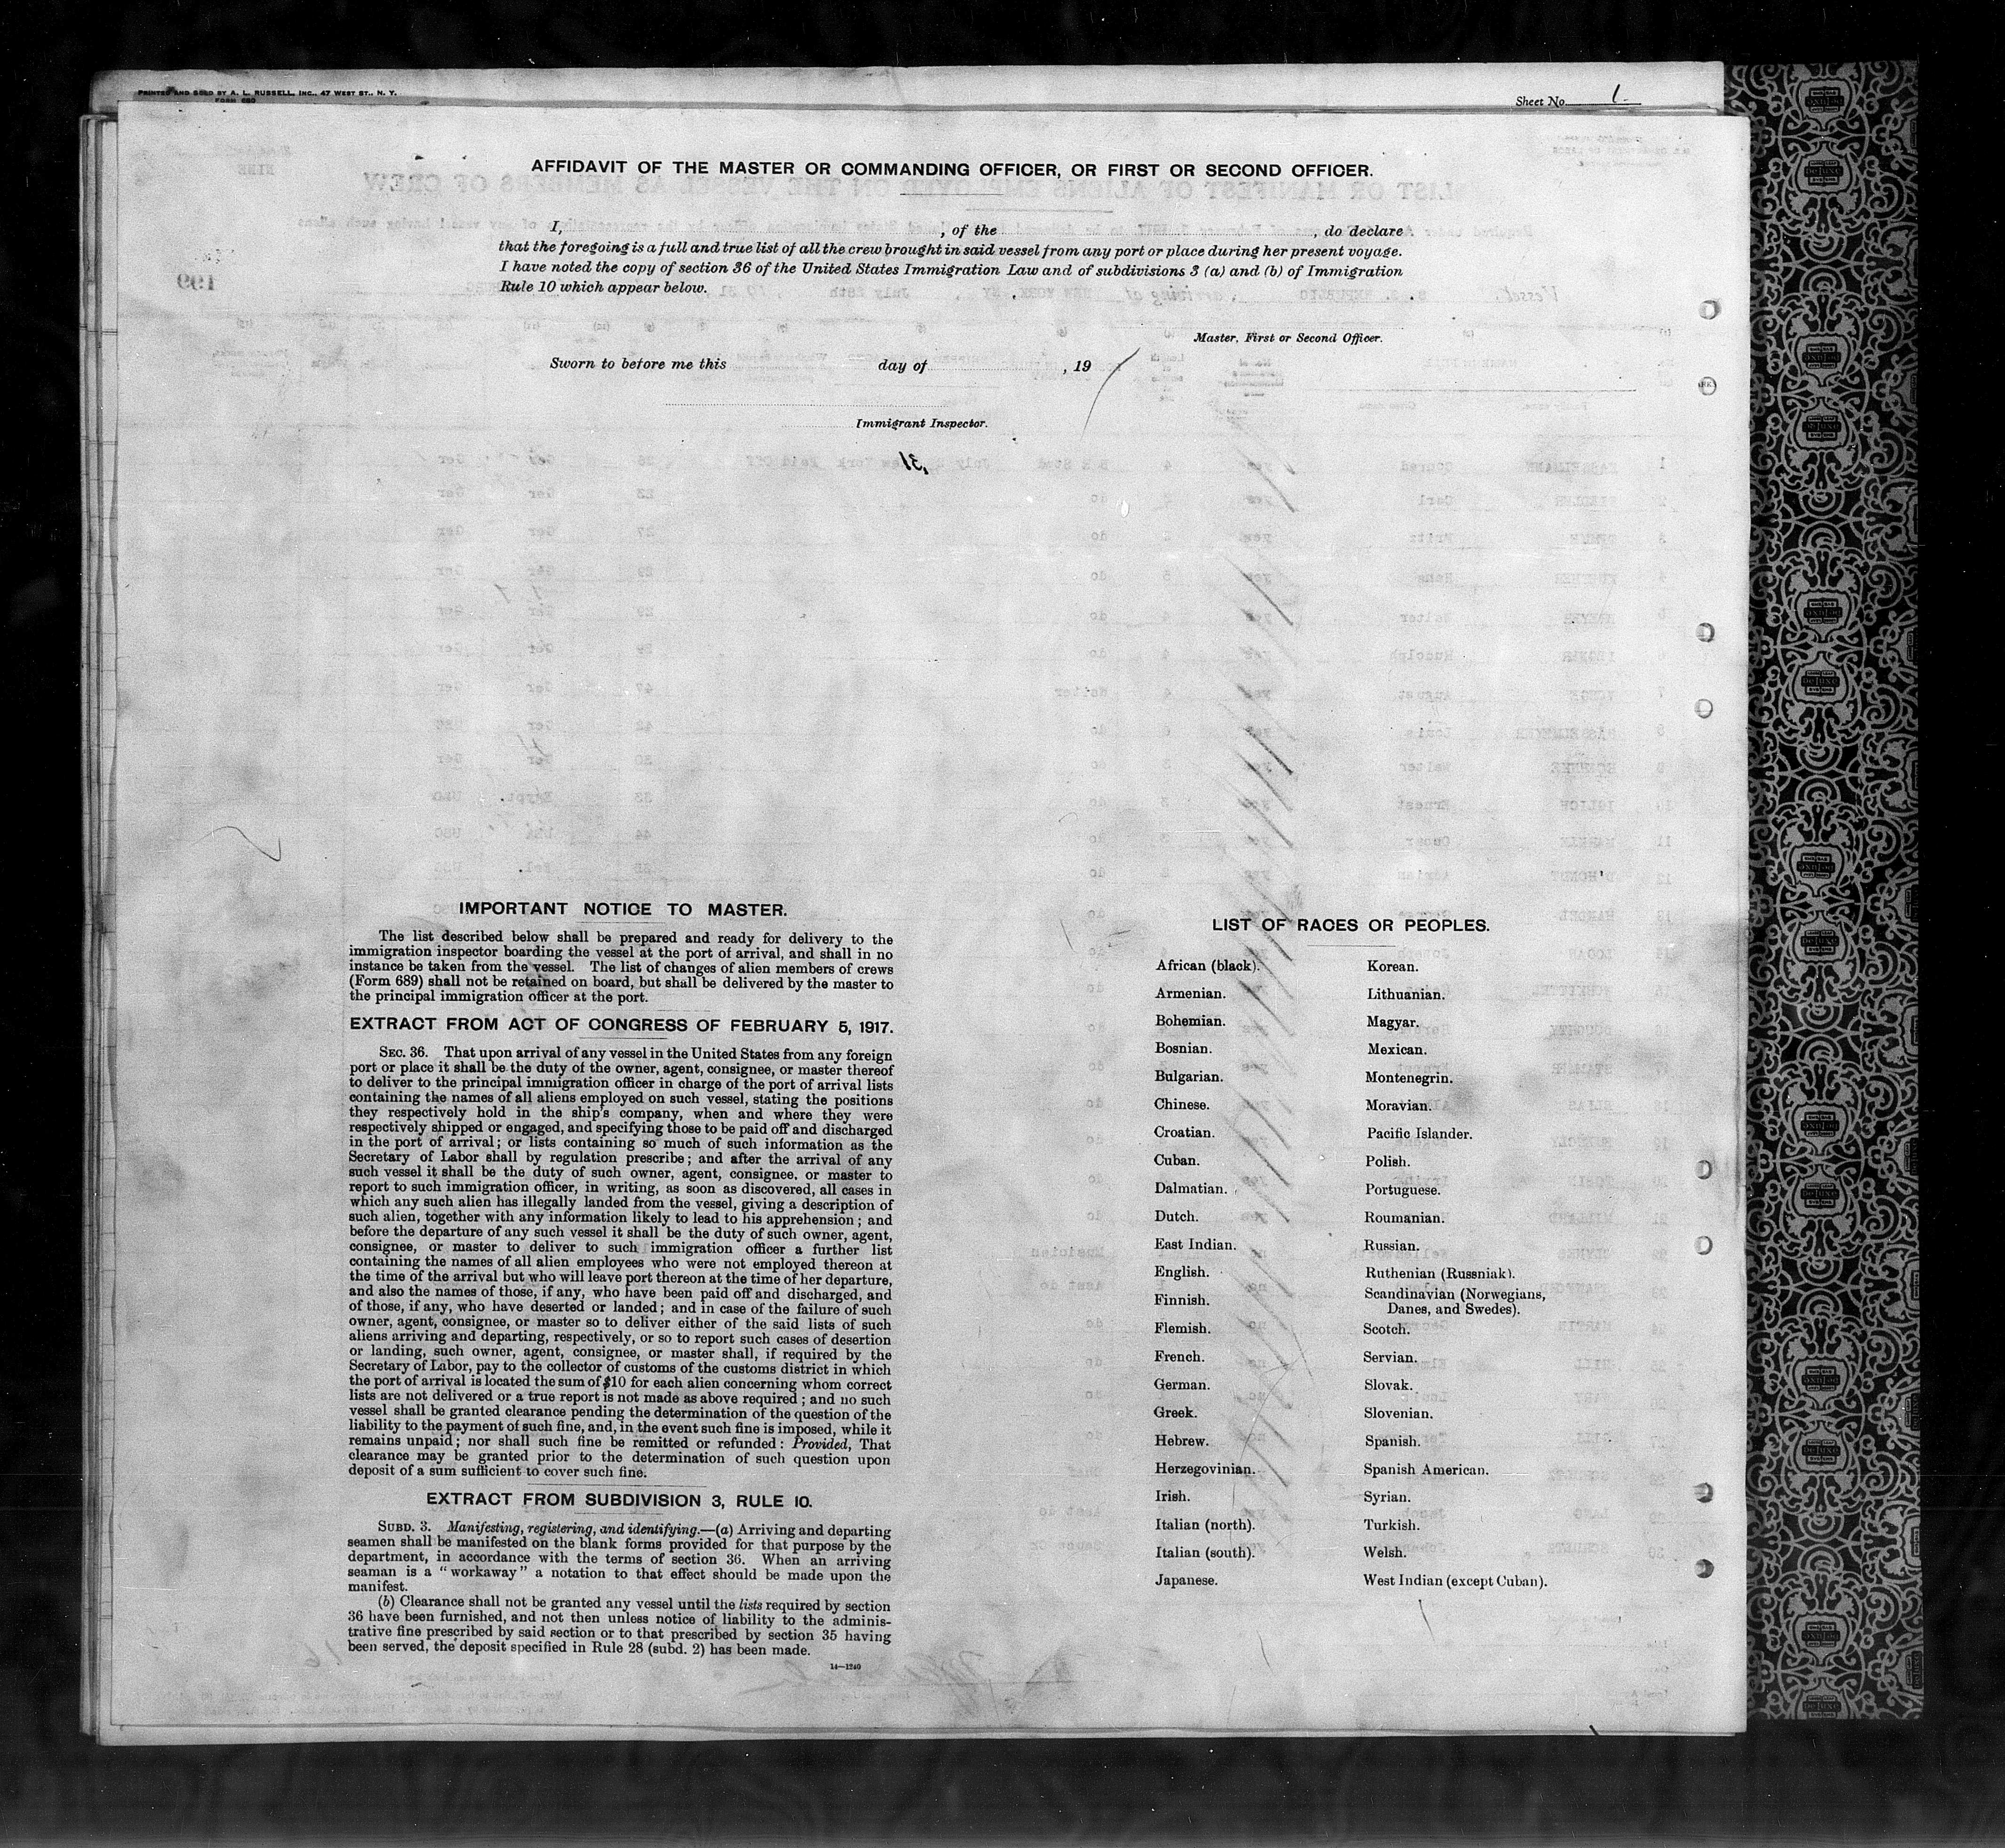 PRINTED AND SOLD BY A. L. RUSSELL, INC., 47 WEST ST., N. Y.
FORM 680
Sheet No. 1
AFFIDAVIT OF THE MASTER OR COMMANDING OFFICER, OR FIRST OR SECOND OFFICER.
I, , of the , do declare
that the foregoing is a full and true list of all the crew brought in said vessel from any port or place during her present voyage.
I have noted the copy of section 36 of the United States Immigration Law and of subdivisions 3 (a) and (b) of Immigration
Rule 10 which appear below.
Master, First or Second Officer.
Sworn to before me this day of , 19
Immigrant Inspector.
IMPORTANT NOTICE TO MASTER.
The list described below shall be prepared and ready for delivery to the
immigration inspector boarding the vessel at the port of arrival, and shall in no
instance be taken from the vessel. The list of changes of alien members of crews
(Form 689) shall not be retained on board, but shall be delivered by the master to
the principal immigration officer at the port.
EXTRACT FROM ACT OF CONGRESS OF FEBRUARY 5, 1917.
SEC. 36. That upon arrival of any vessel in the United States from any foreign
port or place it shall be the duty of the owner, agent, consignee, or master thereof
to deliver to the principal immigration officer in charge of the port of arrival lists
containing the names of all aliens employed on such vessel, stating the positions
they respectively hold in the ship's company, when and where they were
respectively shipped or engaged, and specifying those to be paid off and discharged
in the port of arrival; or lists containing so much of such information as the
Secretary of Labor shall by regulation prescribe; and after the arrival of any
such vessel it shall be the duty of such owner, agent, consignee, or master to
report to such immigration officer, in writing, as soon as discovered, all cases in
which any such alien has illegally landed from the vessel, giving a description of
such alien, together with any information likely to lead to his apprehension; and
before the departure of any such vessel it shall be the duty of such owner, agent,
consignee, or master to deliver to such immigration officer a further list
containing the names of all alien employees who were not employed thereon at
the time of the arrival but who will leave port thereon at the time of her departure,
and also the names of those, if any, who have been paid off and discharged, and
of those, if any, who have deserted or landed; and in case of the failure of such
owner, agent, consignee, or master so to deliver either of the said lists of such
aliens arriving and departing, respectively, or so to report such cases of desertion
or landing, such owner, agent, consignee, or master shall, if required by the
Secretary of Labor, pay to the collector of customs of the customs district in which
the port of arrival is located the sum of $10 for each alien concerning whom correct
lists are not delivered or a true report is not made as above required; and no such
vessel shall be granted clearance pending the determination of the question of the
liability to the payment of such fine, and, in the event such fine is imposed, while it
remains unpaid; nor shall such fine be remitted or refunded: Provided, That
clearance may be granted prior to the determination of such question upon
deposit of a sum sufficient to cover such fine.
EXTRACT FROM SUBDIVISION 3, RULE 10.
SUBD. 3. Manifesting, registering, and identifying.—(a) Arriving and departing
seamen shall be manifested on the blank forms provided for that purpose by the
department, in accordance with the terms of section 36. When an arriving
seaman is a "workaway" a notation to that effect should be made upon the
manifest.
(b) Clearance shall not be granted any vessel until the lists required by section
36 have been furnished, and not then unless notice of liability to the adminis-
trative fine prescribed by said section or to that prescribed by section 35 having
been served, the deposit specified in Rule 28 (subd. 2) has been made.
14—1240
LIST OF RACES OR PEOPLES.
African (black).
Armenian.
Bohemian.
Bosnian.
Bulgarian.
Chinese.
Croatian.
Cuban.
Dalmatian.
Dutch.
East Indian.
English.
Finnish.
Flemish.
French.
German.
Greek.
Hebrew.
Herzegovinian.
Irish.
Italian (north).
Italian (south).
Japanese.
Korean.
Lithuanian.
Magyar.
Mexican.
Montenegrin.
Moravian.
Pacific Islander.
Polish.
Portuguese.
Roumanian.
Russian.
Ruthenian (Russniak).
Scandinavian (Norwegians,
Danes, and Swedes).
Scotch.
Servian.
Slovak.
Slovenian.
Spanish.
Spanish American.
Syrian.
Turkish.
Welsh.
West Indian (except Cuban).